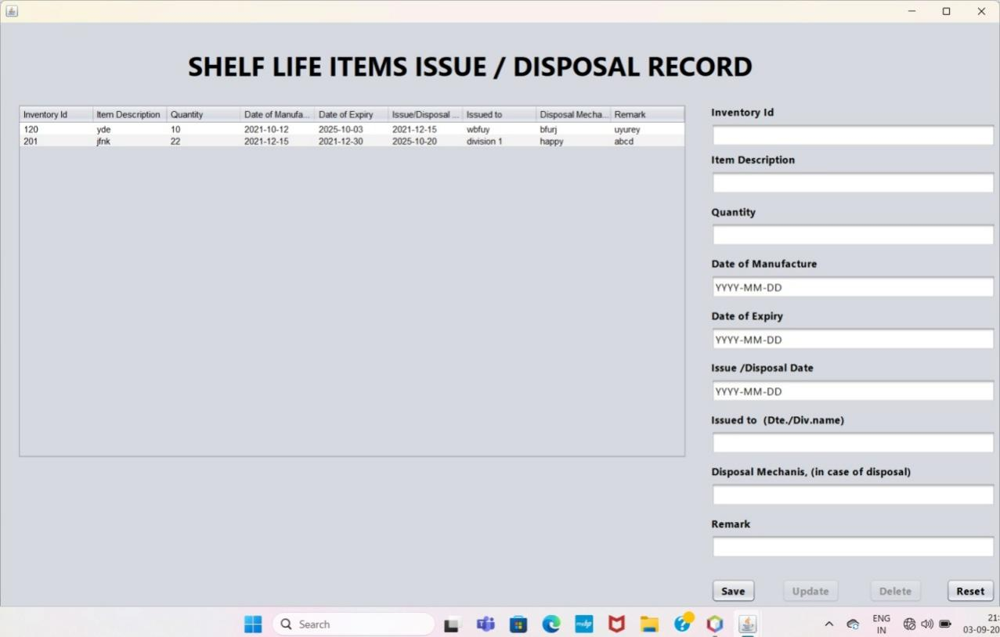 SHELF LIFE ITEMS ISSUE / DISPOSAL RECORD
Inventory Id Item Description Quantity Date of Manufa... Date of Expiry Issue/Disposal ... Issued to Disposal Mecha... Remark
120 yde 10 2021-10-12 2025-10-03 2021-12-15 wbfuy bfurj uyurey
201 jfnk 22 2021-12-15 2021-12-30 2025-10-20 division 1 happy abcd
Inventory Id
Item Description
Quantity
Date of Manufacture
YYYY-MM-DD
Date of Expiry
YYYY-MM-DD
Issue /Disposal Date
YYYY-MM-DD
Issued to (Dte./Div.name)
Disposal Mechanis, (in case of disposal)
Remark
Save Update Delete Reset
Search
ENG
IN
21:
03-09-20